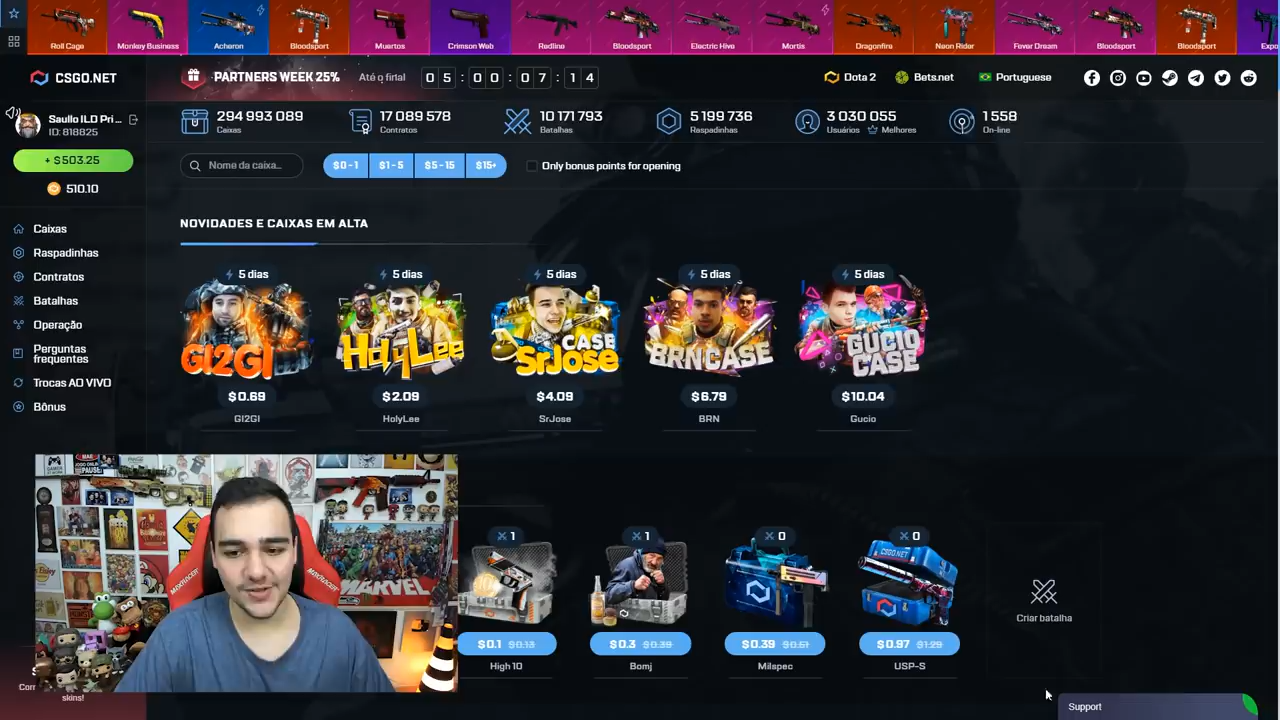 Roll Cage
Monkey Business
Acheron
Bloodsport
Muertos
Crimson Web
Redline
Bloodsport
Electric Hive
Mortis
Dragonfire
Neon Rider
Fever Dream
Bloodsport
Bloodsport
CSGO.NET
PARTNERS WEEK 25%
Até o final
05:00:07:14
Dota 2
Bets.net
Portuguese
Saullo ILD Pri ...
ID: 818825
+ $503.25
510.10
294 993 089
Caixas
17 089 578
Contratos
10 171 793
Batalhas
5 199 736
Raspadinhas
3 030 055
Usuários
Melhores
1 558
On-line
Nome da caixa...
$0 - 1
$1 - 5
$5 - 15
$15+
Only bonus points for opening
Caixas
Raspadinhas
Contratos
Batalhas
Operação
Perguntas
frequentes
Trocas AO VIVO
Bônus
NOVIDADES E CAIXAS EM ALTA
5 dias
5 dias
5 dias
5 dias
5 dias
GI2GI
HolyLee
CASE
SrJose
BRNCASE
GUCIO
CASE
$0.69
$2.09
$4.09
$6.79
$10.04
GI2GI
HolyLee
SrJose
BRN
Gucio
1
1
0
0
MARVEL
CSGO.NET
$0.1 $0.13
$0.3 $0.39
$0.39 $0.51
$0.97 $1.29
High 10
Bomj
Milspec
USP-S
Criar batalha
skins!
Support